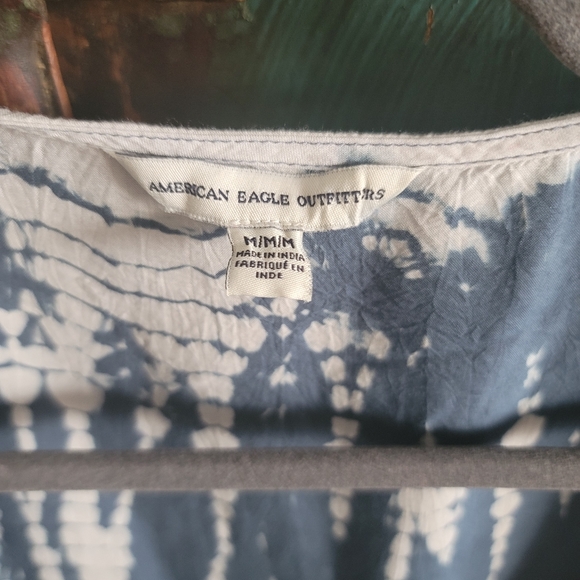 AMERICAN EAGLE OUTFITTERS
M/M/M
MADE IN INDIA
FABRIQUÉ EN
INDE